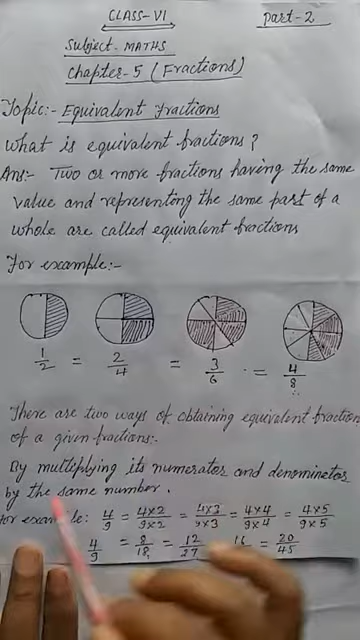 CLASS-VI Part-2
Subject- MATHS
Chapter-5 (Fractions)
Topic:- Equivalent Fractions
What is equivalent fractions?
Ans:- Two or more fractions having the same
value and representing the same part of a
whole are called equivalent fractions
For example:-
1/2 = 2/4 = 3/6 = 4/8
There are two ways of obtaining equivalent fraction
of a given fractions:-
By multiplying its numerator and denominator
by the same number.
For example: 4/9 = 4×2/9×2 = 4×3/9×3 = 4×4/9×4 = 4×5/9×5
4/9 = 8/18, = 12/27 16 = 20/45